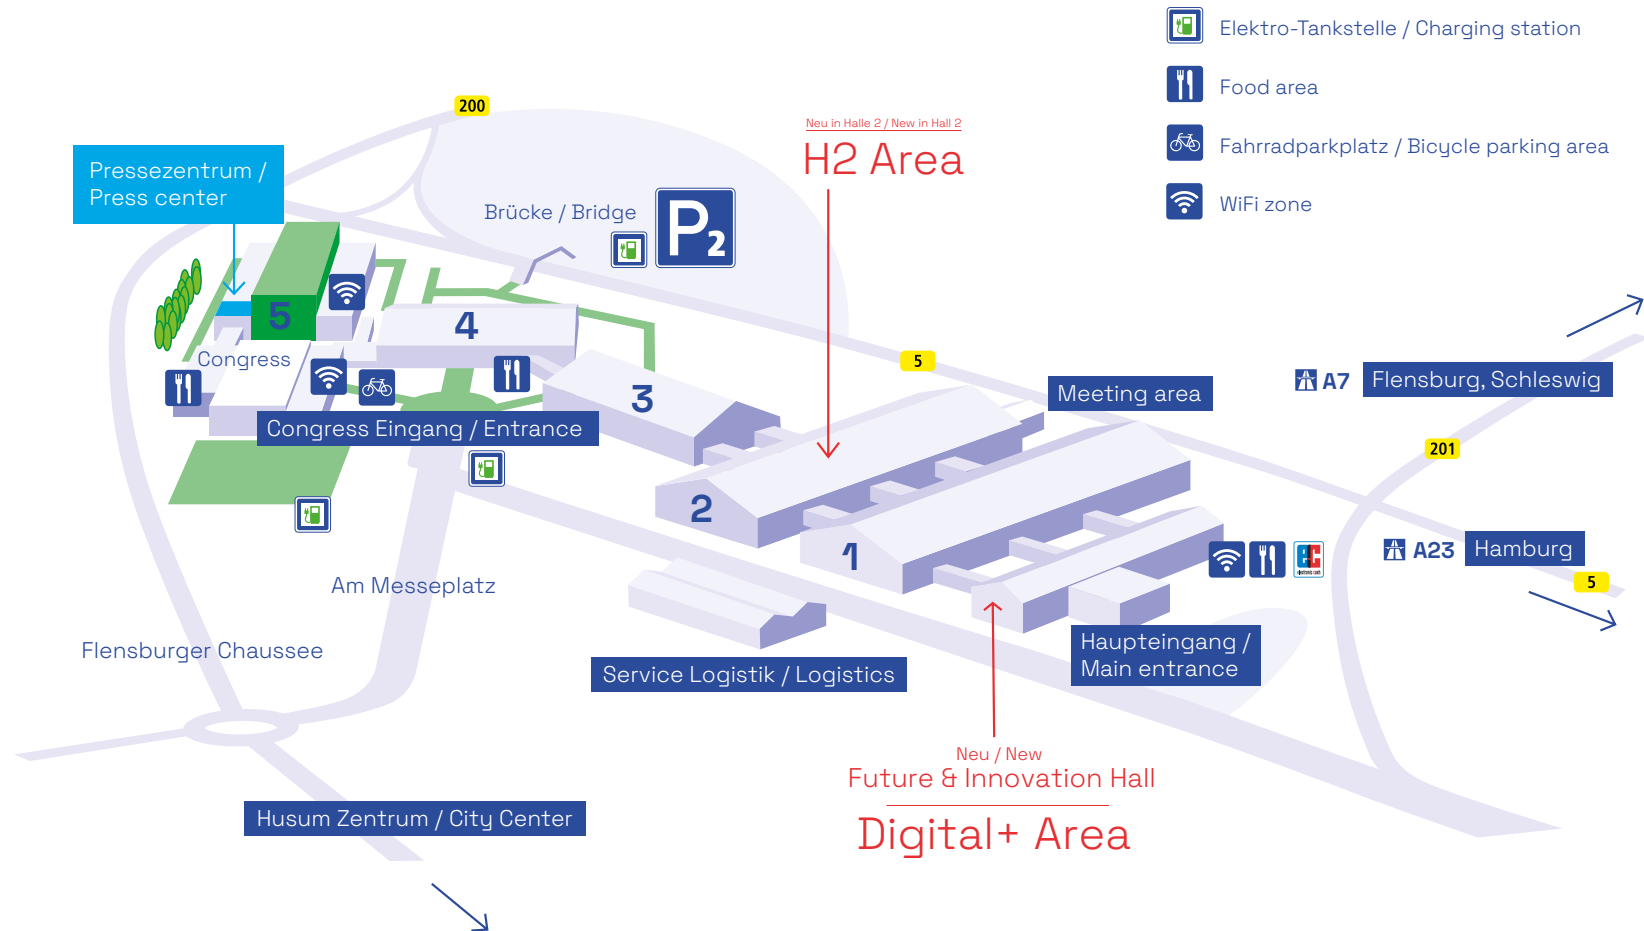 Elektro-Tankstelle / Charging station
Food area
Fahrradparkplatz / Bicycle parking area
WiFi zone
200
Neu in Halle 2 / New in Hall 2
H2 Area
Pressezentrum /
Press center
Brücke / Bridge
P2
5
4
Congress
3
5
Meeting area
A7
Flensburg, Schleswig
201
Congress Eingang / Entrance
2
1
A23
Hamburg
5
ec
electronic cash
Am Messeplatz
Flensburger Chaussee
Service Logistik / Logistics
Haupteingang /
Main entrance
Neu / New
Future & Innovation Hall
Digital+ Area
Husum Zentrum / City Center